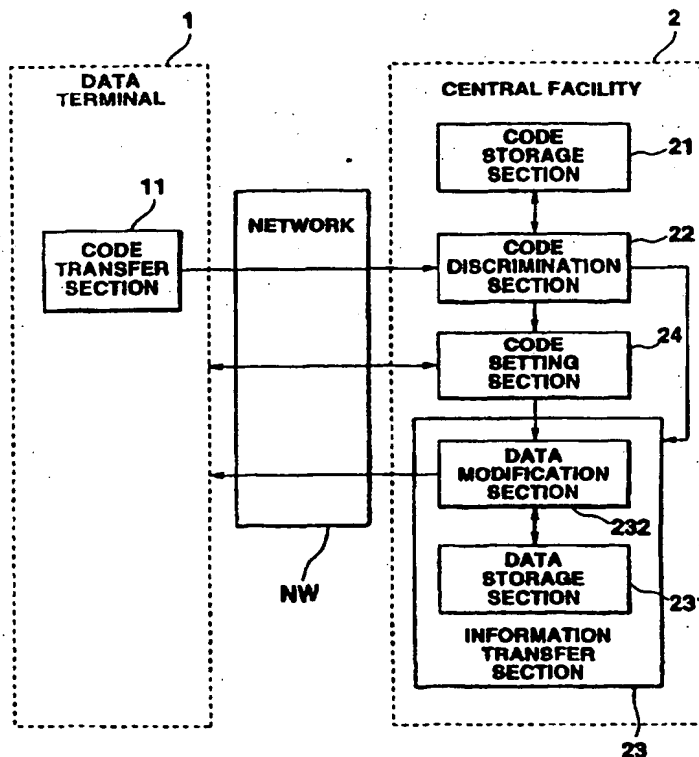 1
DATA
TERMINAL
11
CODE
TRANSFER
SECTION
NETWORK
NW
2
CENTRAL FACILITY
CODE
STORAGE
SECTION
21
CODE
DISCRIMINATION
SECTION
22
CODE
SETTING
SECTION
24
DATA
MODIFICATION
SECTION
232
DATA
STORAGE
SECTION
23
INFORMATION
TRANSFER
SECTION
23